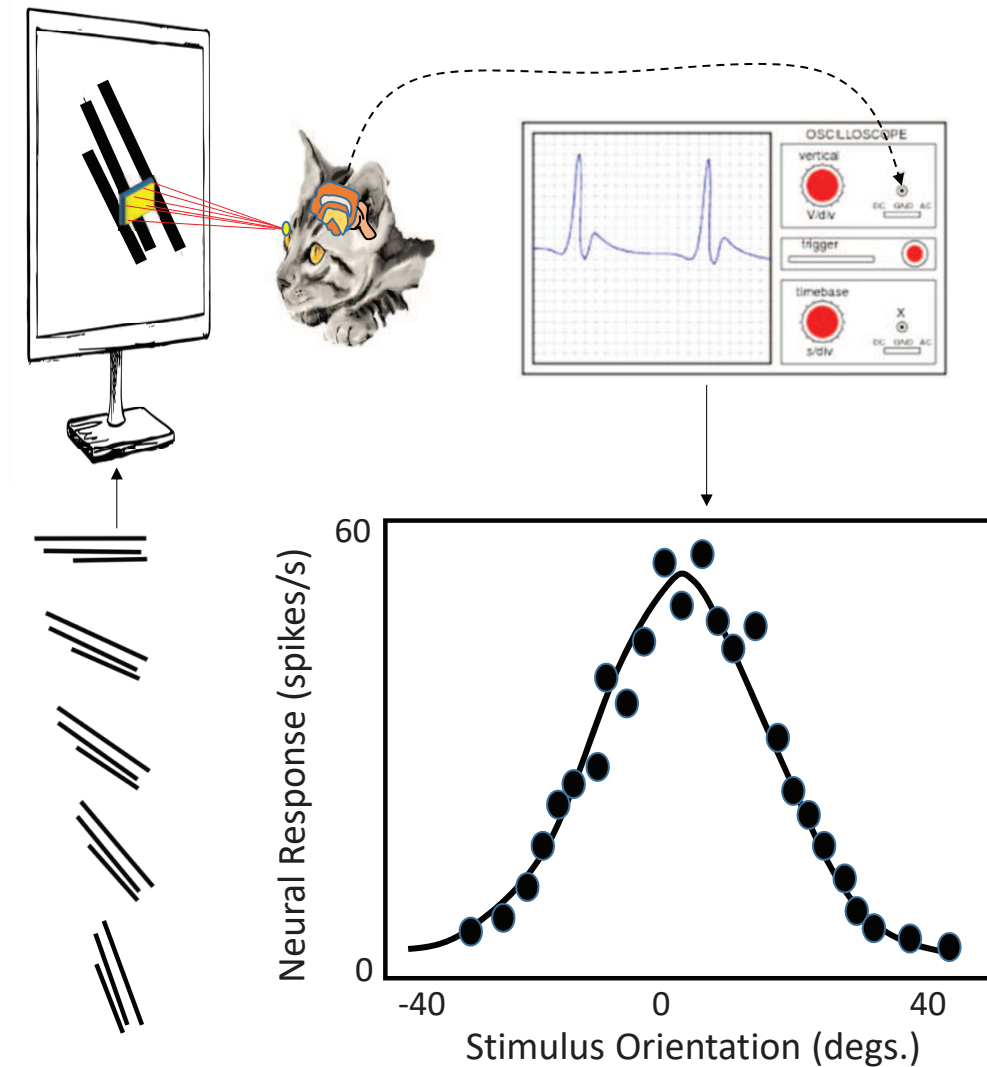 OSCILLOSCOPE
vertical
V/div
DC GND AC
trigger
timebase
X
s/div
DC GND AC
60
Neural Response (spikes/s)
0
-40
0
40
Stimulus Orientation (degs.)